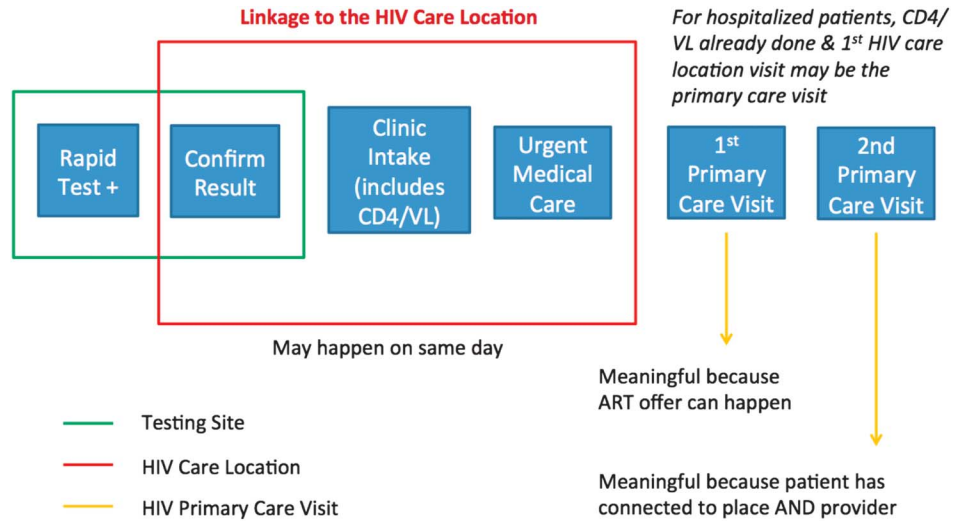 Linkage to the HIV Care Location
For hospitalized patients, CD4/
VL already done & 1st HIV care
location visit may be the
primary care visit
Rapid
Test +
Confirm
Result
Clinic
Intake
(includes
CD4/VL)
Urgent
Medical
Care
1st
Primary
Care Visit
2nd
Primary
Care Visit
May happen on same day
Meaningful because
ART offer can happen
Testing Site
HIV Care Location
HIV Primary Care Visit
Meaningful because patient has
connected to place AND provider